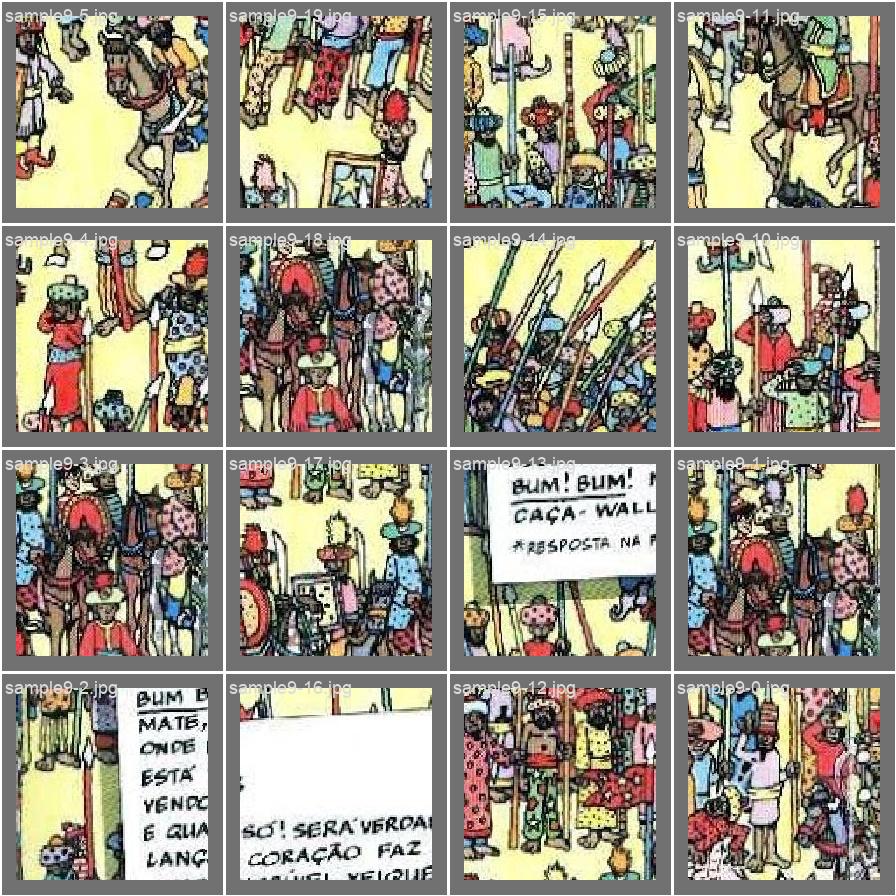 sample9-5.jpg
sample9-19.jpg
sample9-15.jpg
sample9-11.jpg
sample9-4.jpg
sample9-18.jpg
sample9-14.jpg
sample9-10.jpg
sample9-3.jpg
sample9-17.jpg
sample9-13.jpg
BUM! BUM!
CAÇA-WALL
*RESPOSTA NA
sample9-1.jpg
sample9-2.jpg
BUM B
MATE,
ONDE
ESTÁ
VENDO
E QUA
LANÇ
sample9-16.jpg
SÓ! SERÁ VERDA
CORAÇÃO FAZ
sample9-12.jpg
sample9-0.jpg